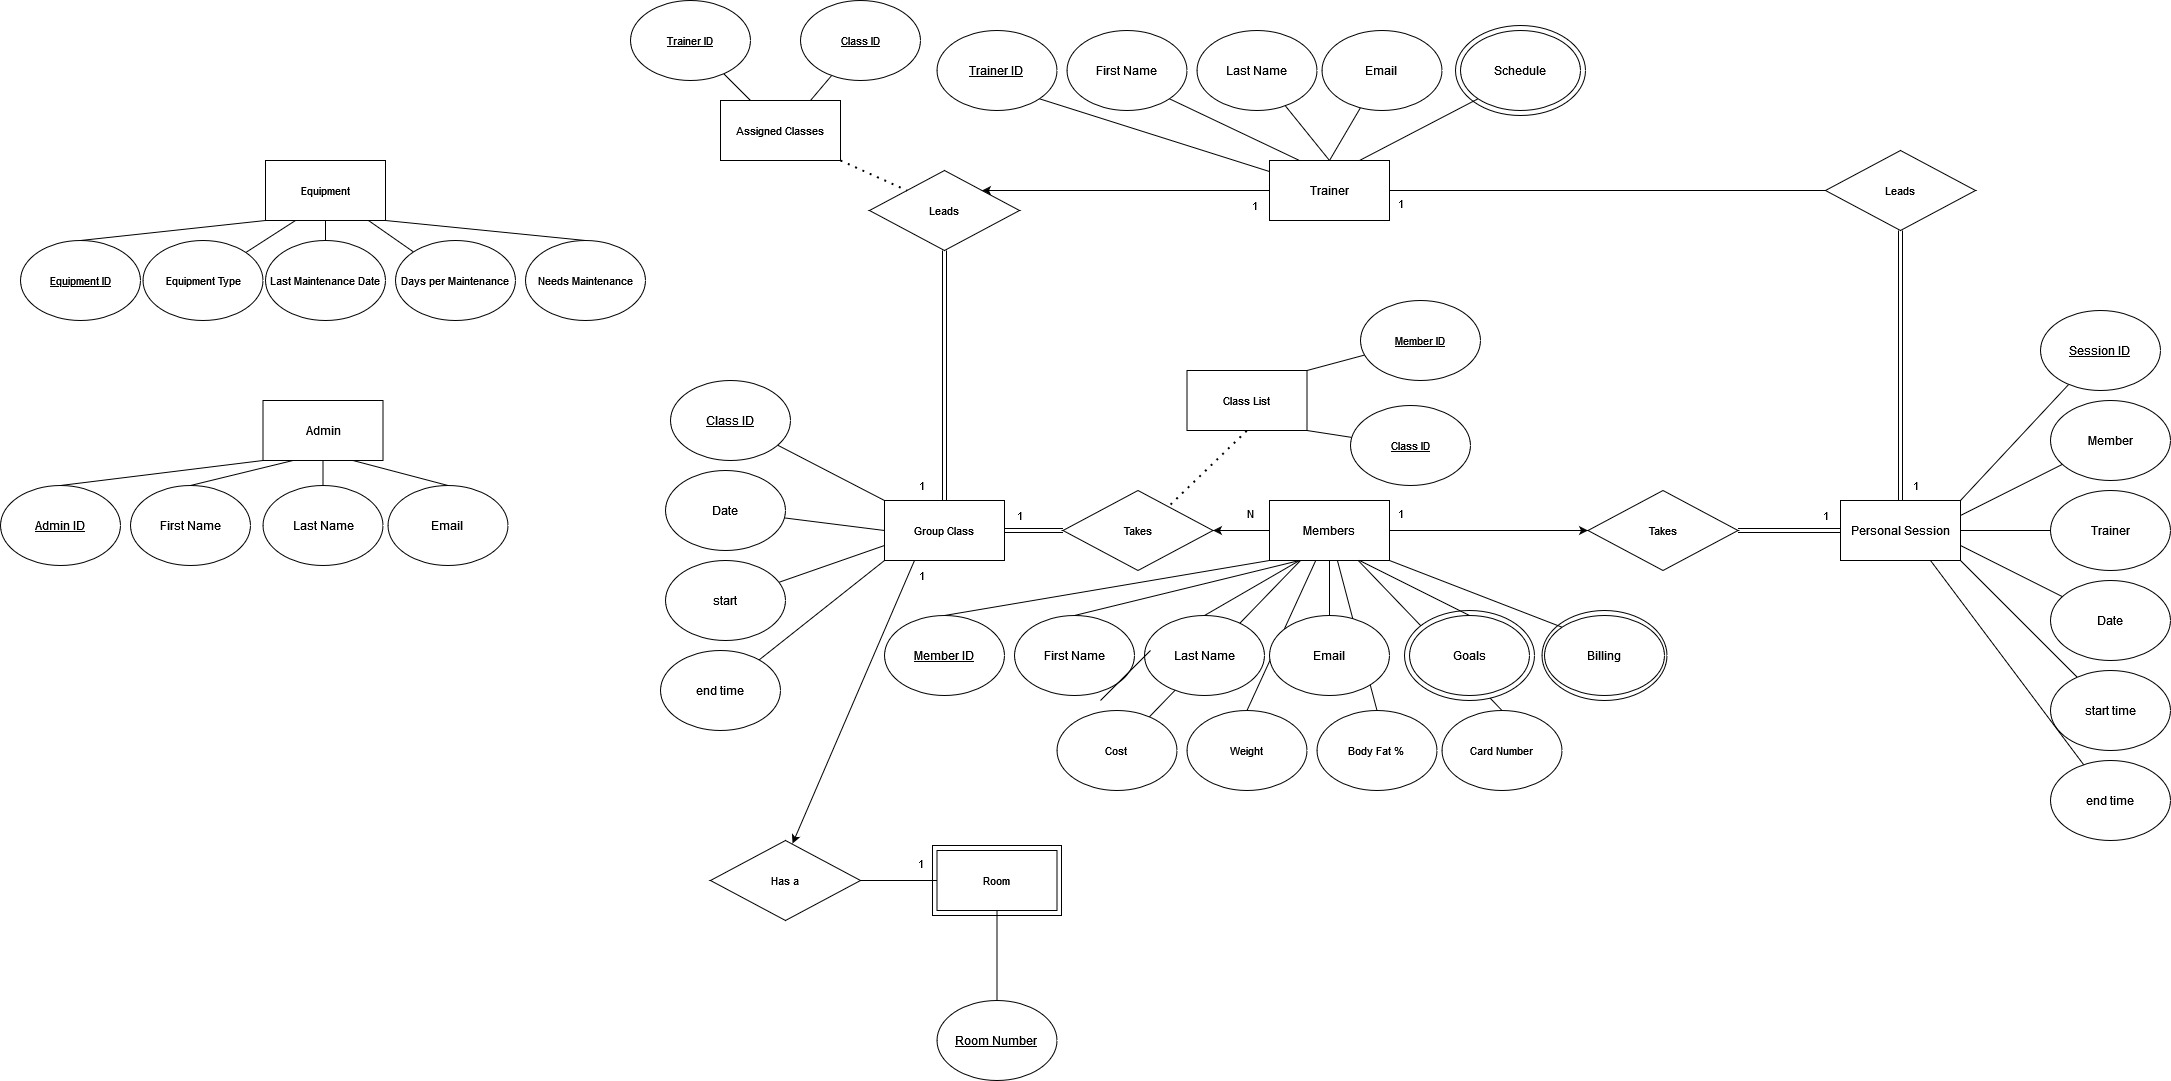 Trainer ID
Class ID
Trainer ID
First Name
Last Name
Email
Schedule
Assigned Classes
Equipment
Leads
Trainer
Leads
1
1
Equipment ID
Equipment Type
Last Maintenance Date
Days per Maintenance
Needs Maintenance
Member ID
Session ID
Class List
Class ID
Admin
Class ID
Member
1
1
Admin ID
First Name
Last Name
Email
Date
Group Class
1
Takes
N
Members
1
Takes
1
Personal Session
Trainer
1
start
Date
Member ID
First Name
Last Name
Email
Goals
Billing
end time
start time
Cost
Weight
Body Fat %
Card Number
end time
Has a
1
Room
Room Number